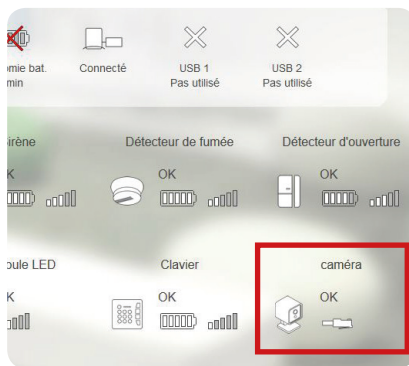 omie bat. Connecté USB 1 USB 2
min Pas utilisé Pas utilisé
irène Détecteur de fumée Détecteur d'ouverture
K OK OK
oule LED Clavier caméra
K OK OK